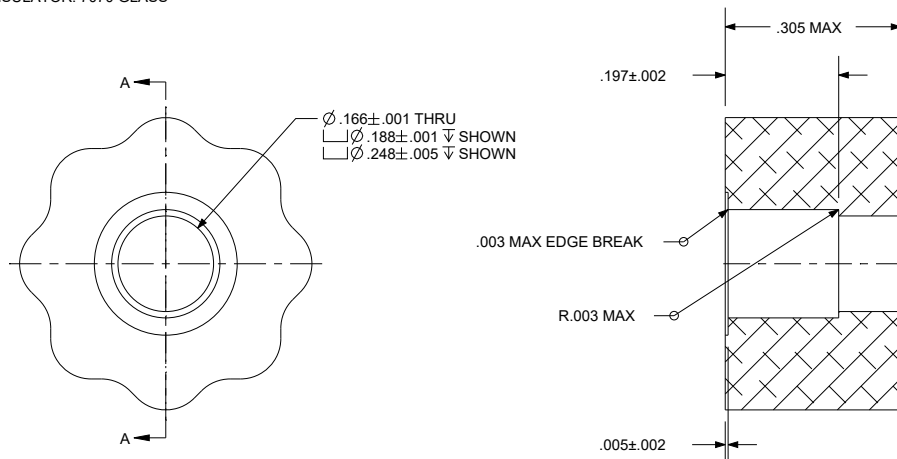 .305 MAX
.197±.002
A
⌀.166±.001 THRU
⌴⌀.188±.001 ↧ SHOWN
⌴⌀.248±.005 ↧ SHOWN
.003 MAX EDGE BREAK
R.003 MAX
A
.005±.002